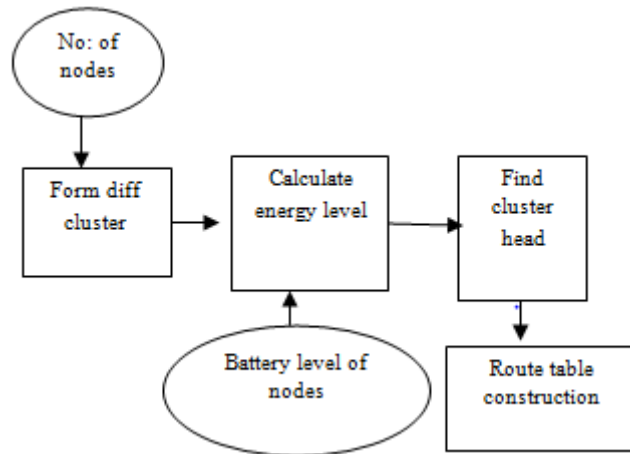 No: of
nodes
Form diff
cluster
Calculate
energy level
Find
cluster
head
Battery level of
nodes
Route table
construction